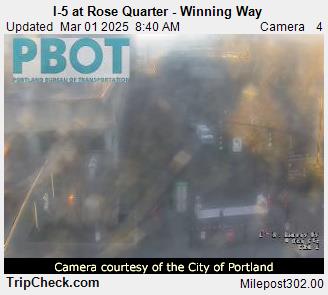 I-5 at Rose Quarter - Winning Way
Updated Mar 01 2025 8:40 AM Camera 4
PBOT
PORTLAND BUREAU OF TRANSPORTATION
Camera courtesy of the City of Portland
TripCheck.com Milepost302.00